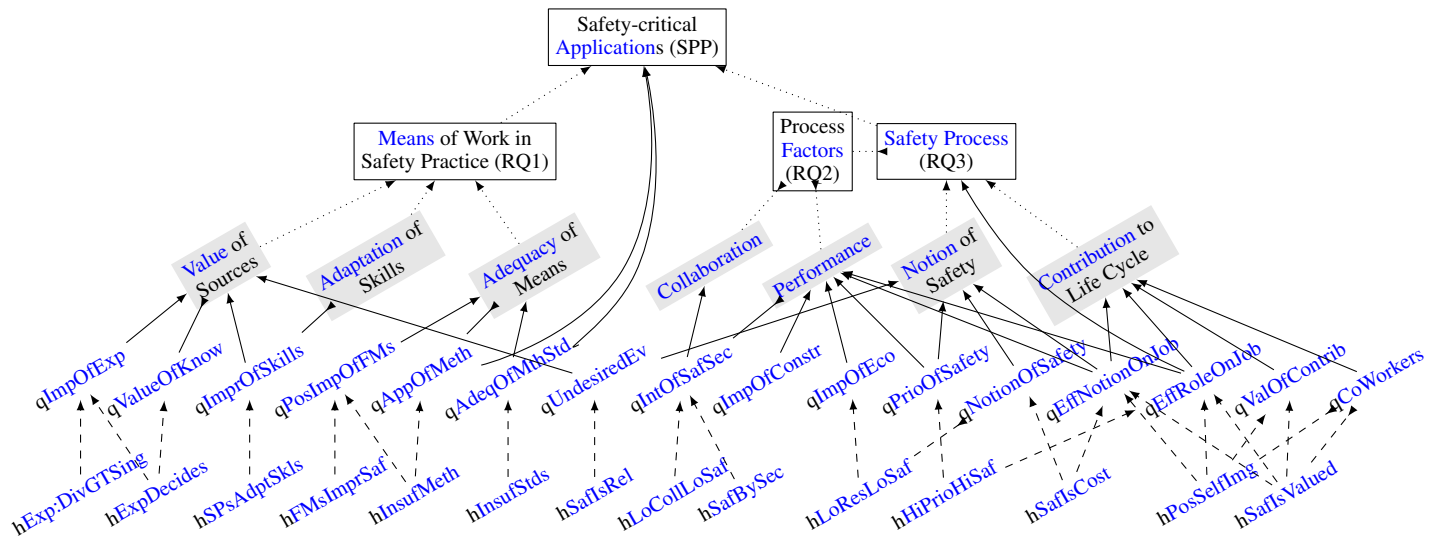 Safety-critical
Applications (SPP)
Means of Work in
Safety Practice (RQ1)
Process
Factors
(RQ2)
Safety Process
(RQ3)
Value of
Sources
Adaptation of
Skills
Adequacy of
Means
Collaboration
Performance
Notion of
Safety
Contribution to
Life Cycle
qImpOfExp
qValueOfKnow
qImprOfSkills
qPosImpOfFMs
qAppOfMeth
qAdeqOfMthStd
qUndesiredEv
qIntOfSafSec
qImpOfConstr
qImpOfEco
qPrioOfSafety
qNotionOfSafety
qEffNotionOnJob
qEffRoleOnJob
qValOfContrib
qCoWorkers
hExp:DivGTSing
hExpDecides
hSPsAdptSkls
hFMsImprSaf
hInsufMeth
hInsufStds
hSafIsRel
hLoCollLoSaf
hSafBySec
hLoResLoSaf
hHiPrioHiSaf
hSafIsCost
hPosSelfImg
hSafIsValued